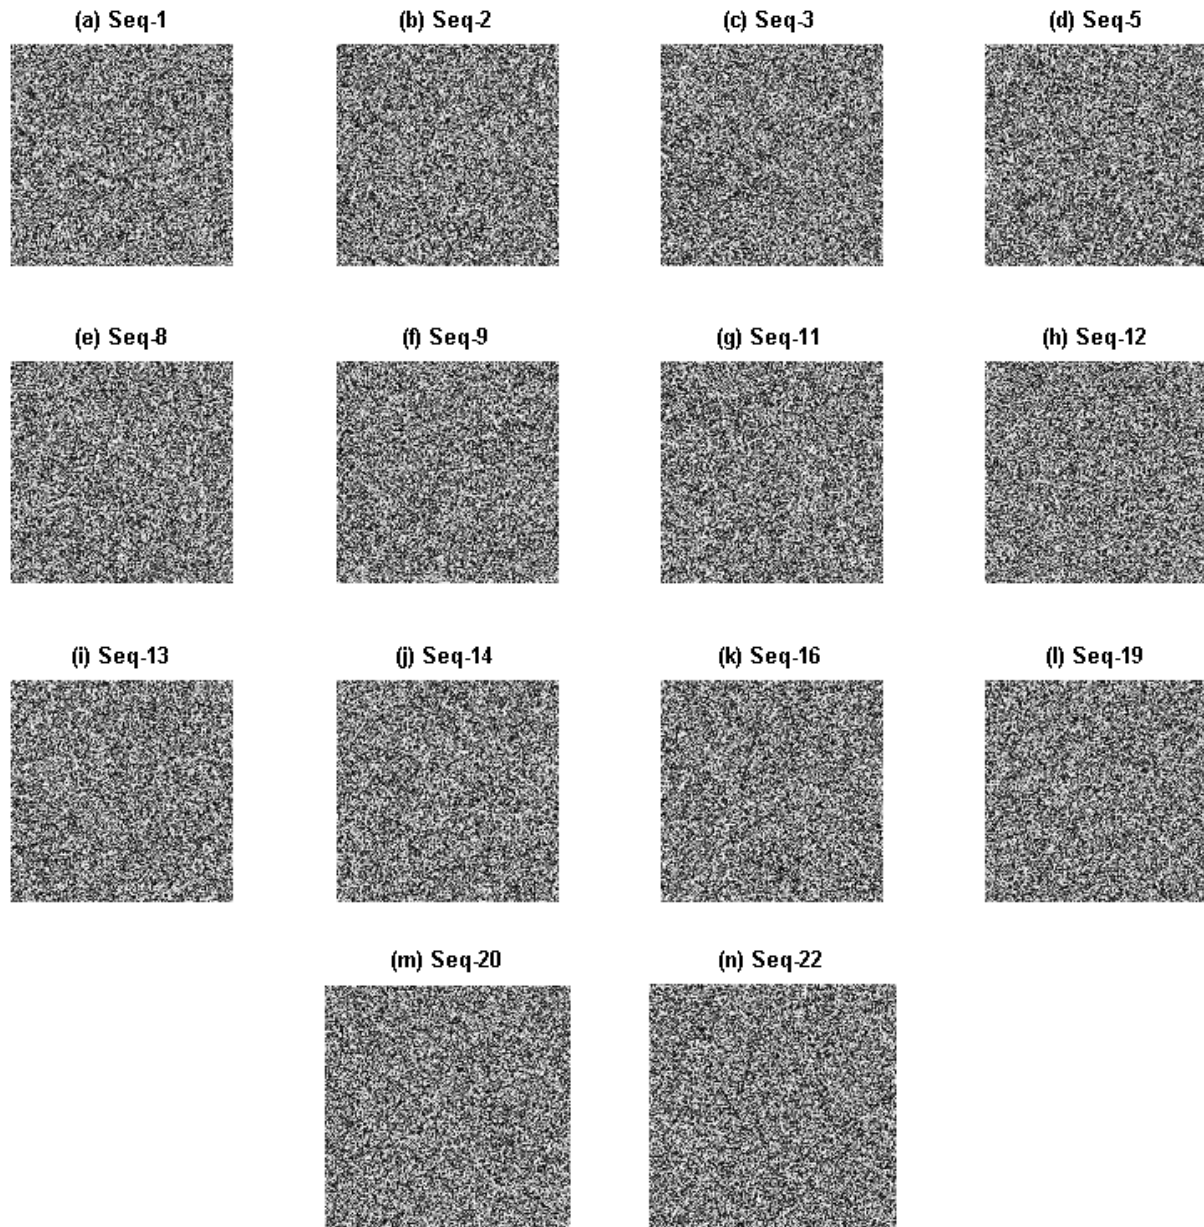 (a) Seq-1 (b) Seq-2 (c) Seq-3 (d) Seq-5
(e) Seq-8 (f) Seq-9 (g) Seq-11 (h) Seq-12
(i) Seq-13 (j) Seq-14 (k) Seq-16 (l) Seq-19
(m) Seq-20 (n) Seq-22